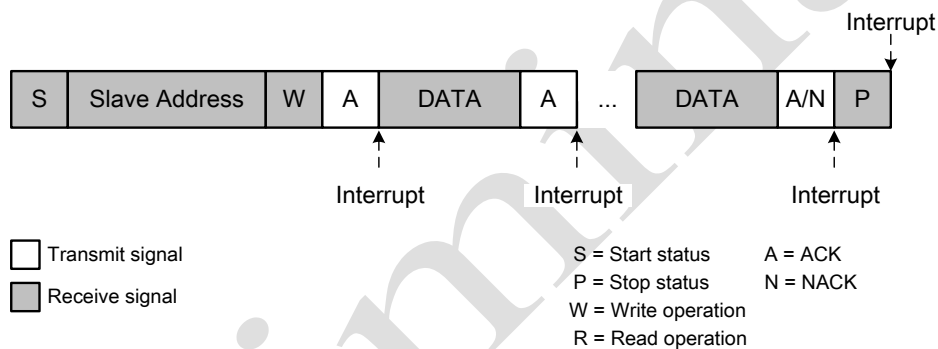 Interrupt
S Slave Address W A DATA A ... DATA A/N P
Interrupt Interrupt Interrupt
Transmit signal
Receive signal
S = Start status A = ACK
P = Stop status N = NACK
W = Write operation
R = Read operation